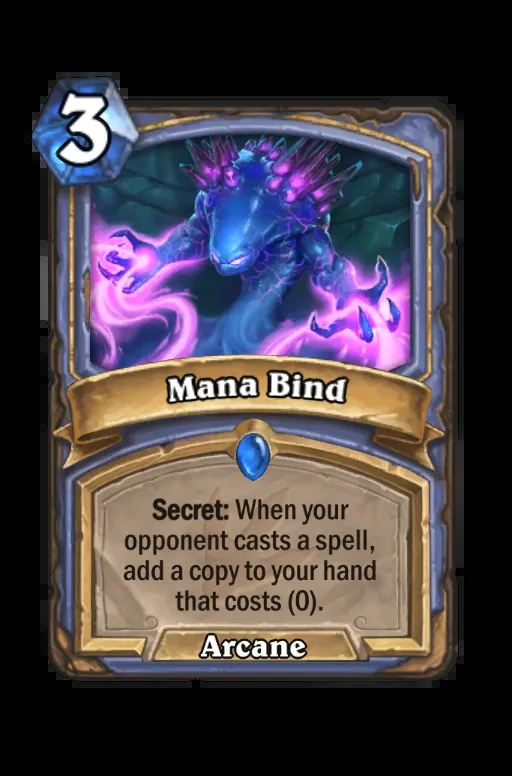 3
Mana Bind
Secret: When your
opponent casts a spell,
add a copy to your hand
that costs (0).
Arcane